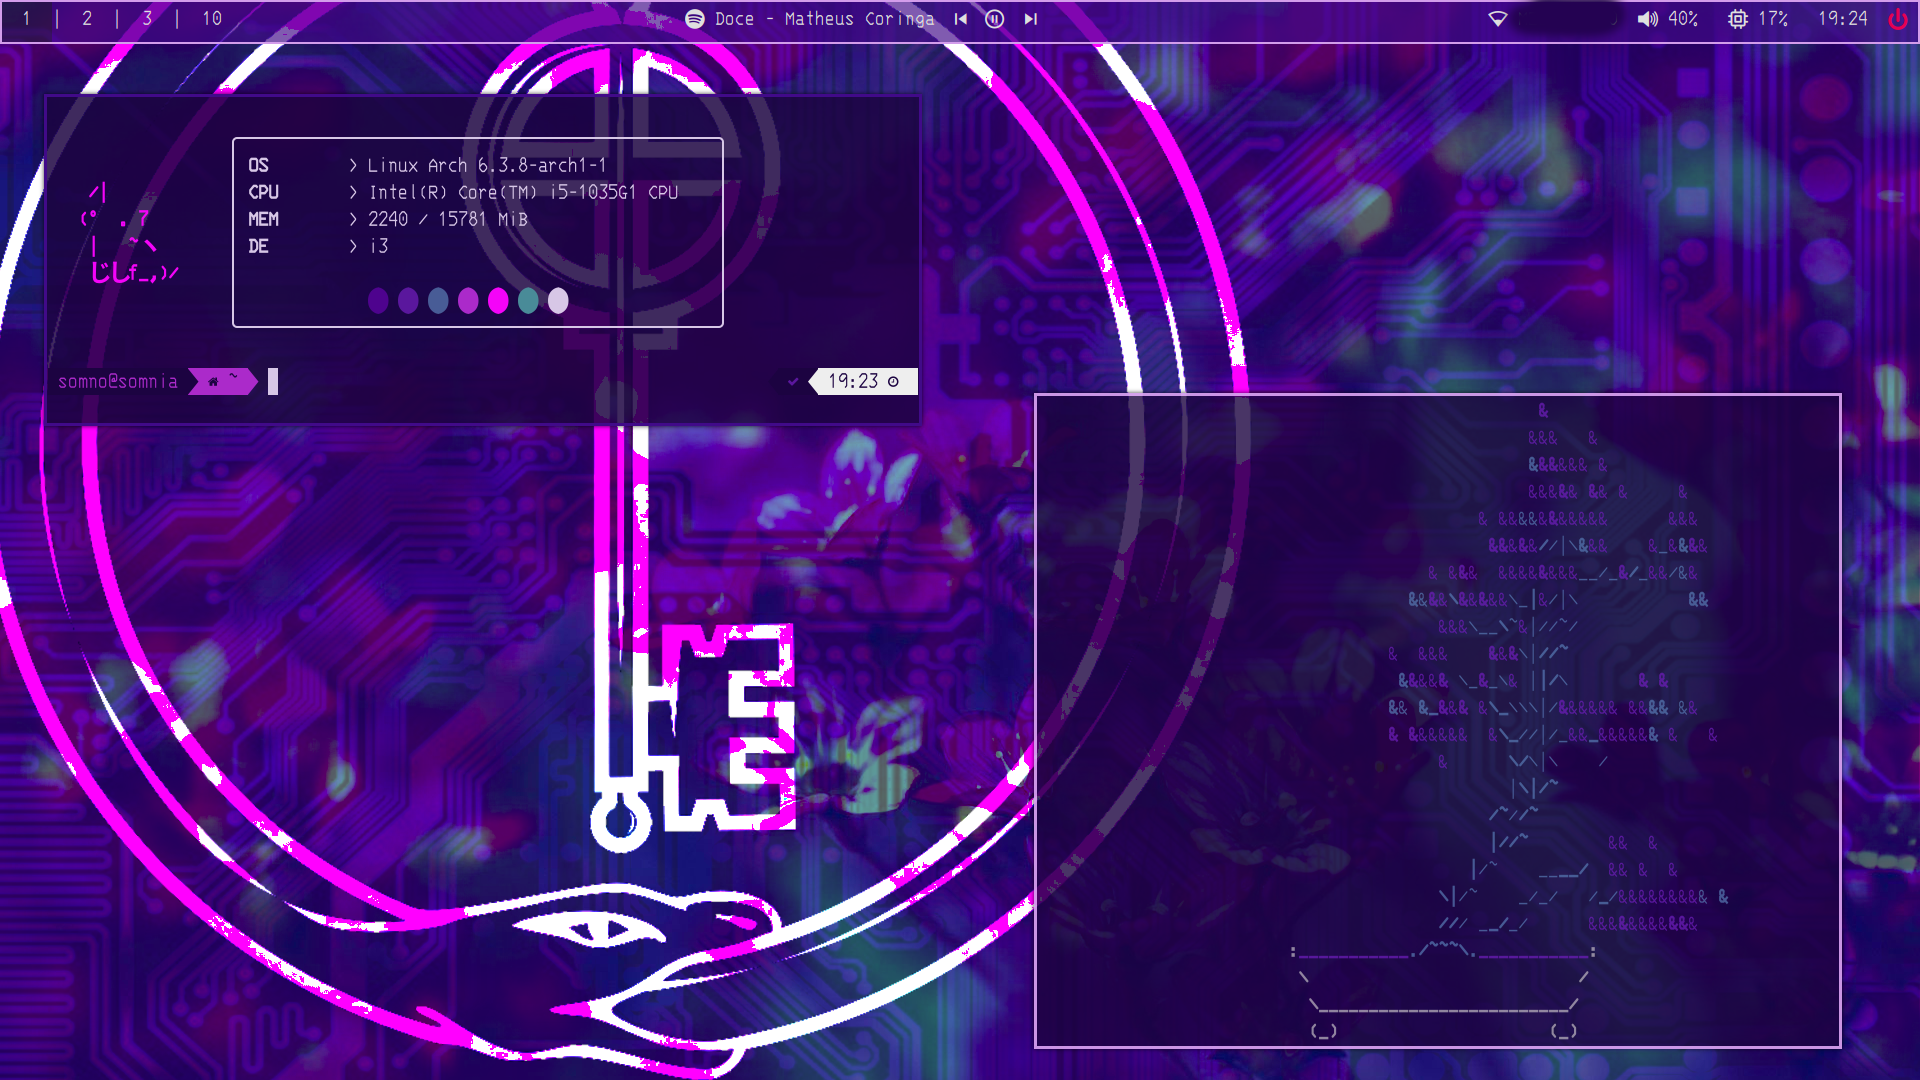 1 | 2 | 3 | 10
Doce - Matheus Coringa
40%
17%
19:24
OS > Linux Arch 6.3.8-arch1-1
CPU > Intel(R) Core(TM) i5-1035G1 CPU
MEM > 2240 / 15781 MiB
DE > i3
somno@somnia
~
19:23